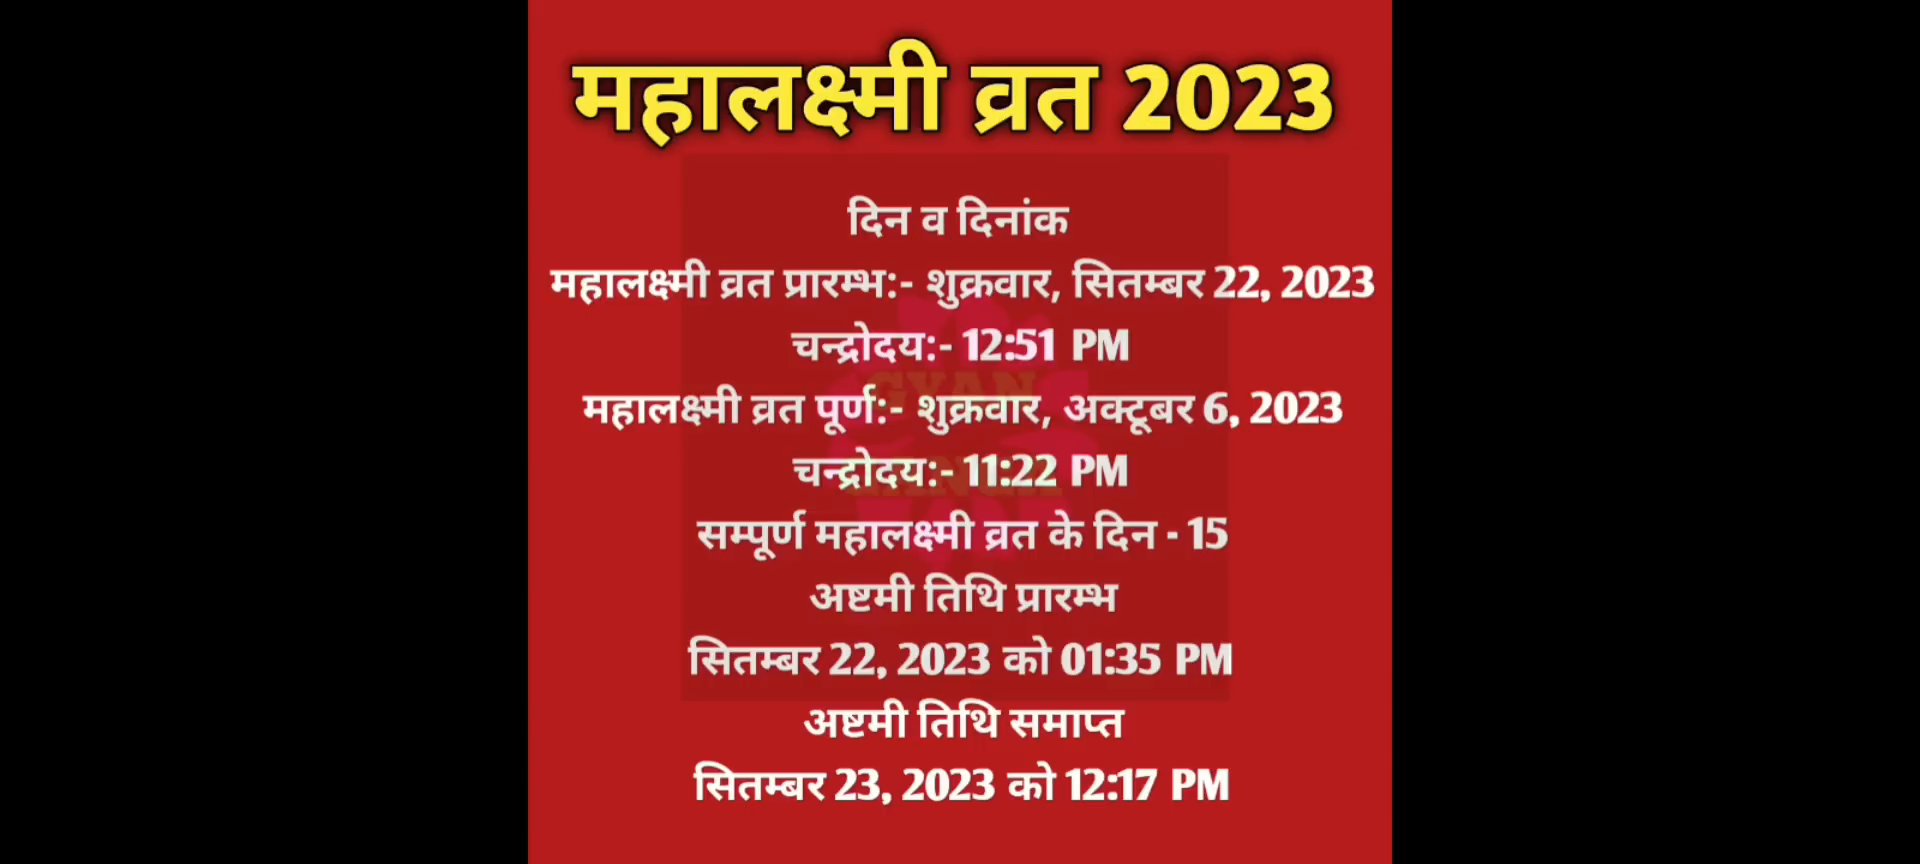 महालक्ष्मी व्रत 2023
दिन व दिनांक
महालक्ष्मी व्रत प्रारम्भ:- शुक्रवार, सितम्बर 22, 2023
चन्द्रोदय:- 12:51 PM
महालक्ष्मी व्रत पूर्ण:- शुक्रवार, अक्टूबर 6, 2023
चन्द्रोदय:- 11:22 PM
सम्पूर्ण महालक्ष्मी व्रत के दिन - 15
अष्टमी तिथि प्रारम्भ
सितम्बर 22, 2023 को 01:35 PM
अष्टमी तिथि समाप्त
सितम्बर 23, 2023 को 12:17 PM
GYAN